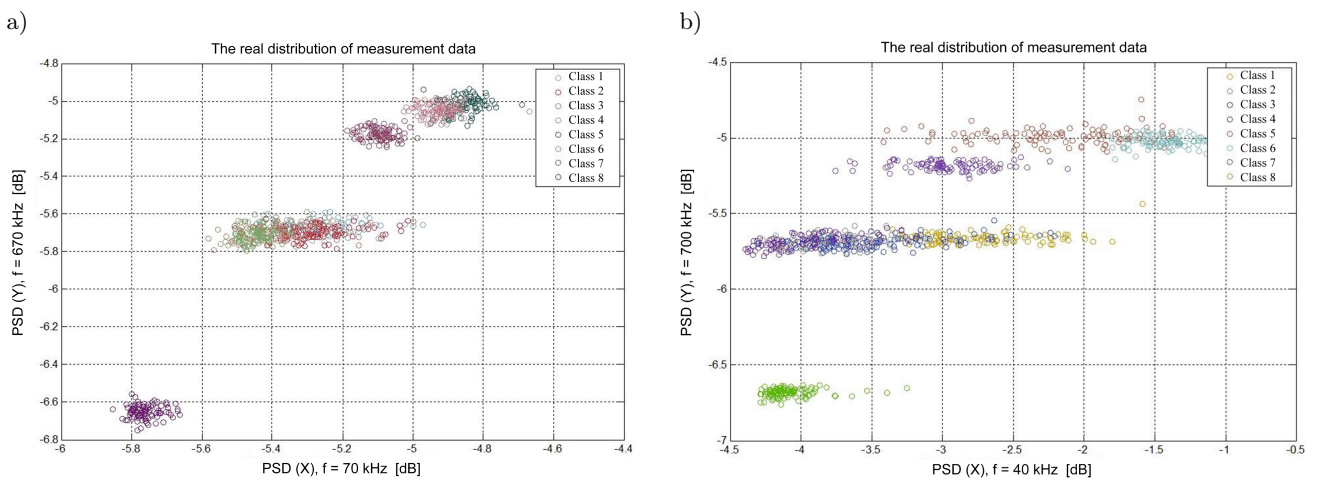 a)
The real distribution of measurement data
-4.8
-5
-5.2
-5.4
-5.6
-5.8
-6
-6.2
-6.4
-6.6
-6.8
PSD (Y), f = 670 kHz [dB]
Class 1
Class 2
Class 3
Class 4
Class 5
Class 6
Class 7
Class 8
-6 -5.8 -5.6 -5.4 -5.2 -5 -4.8 -4.6 -4.4
PSD (X), f = 70 kHz [dB]
b)
The real distribution of measurement data
-4.5
-5
-5.5
-6
-6.5
-7
PSD (Y), f = 700 kHz [dB]
Class 1
Class 2
Class 3
Class 4
Class 5
Class 6
Class 7
Class 8
-4.5 -4 -3.5 -3 -2.5 -2 -1.5 -1 -0.5
PSD (X), f = 40 kHz [dB]